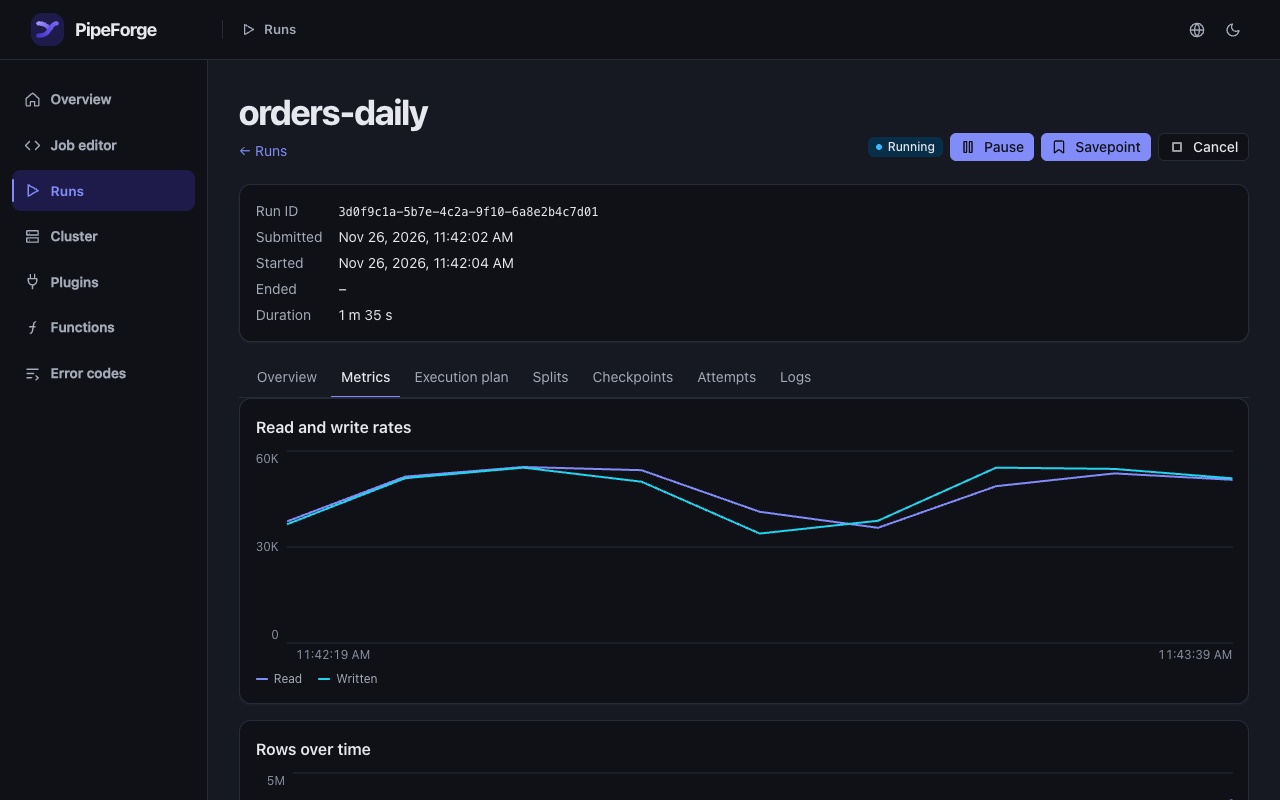 PipeForge
Runs
Overview
Job editor
Runs
Cluster
Plugins
Functions
Error codes
orders-daily
← Runs
Running
Pause
Savepoint
Cancel
Run ID 3d0f9c1a-5b7e-4c2a-9f10-6a8e2b4c7d01
Submitted Nov 26, 2026, 11:42:02 AM
Started Nov 26, 2026, 11:42:04 AM
Ended –
Duration 1 m 35 s
Overview Metrics Execution plan Splits Checkpoints Attempts Logs
Read and write rates
60K
30K
0
11:42:19 AM 11:43:39 AM
Read Written
Rows over time
5M